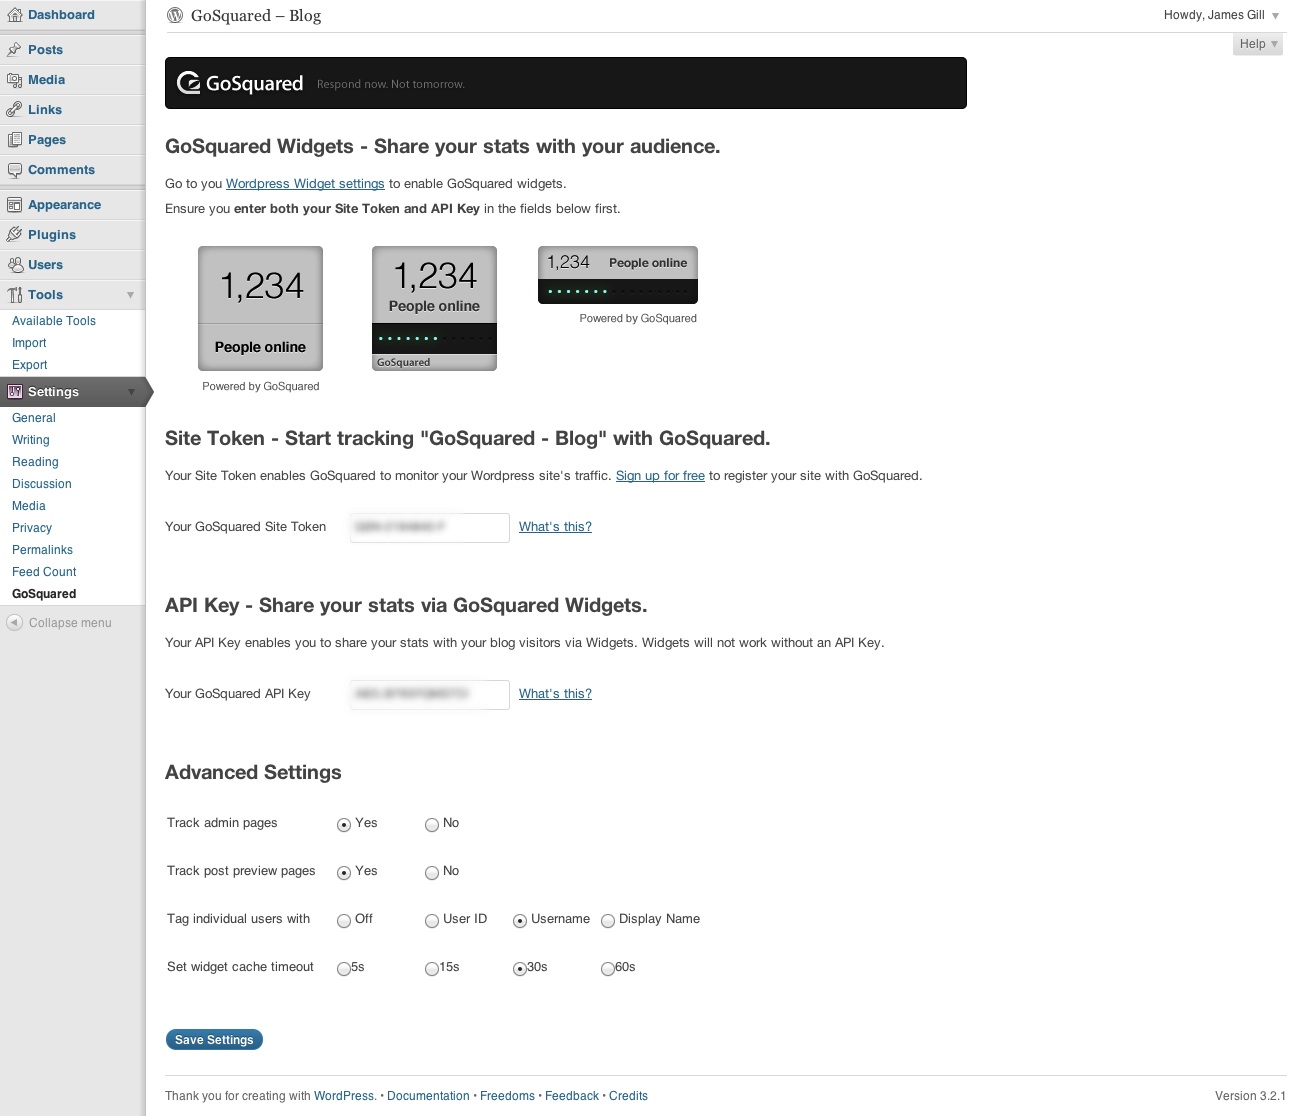 Dashboard
Posts
Media
Links
Pages
Comments
Appearance
Plugins
Users
Tools
Available Tools
Import
Export
Settings
General
Writing
Reading
Discussion
Media
Privacy
Permalinks
Feed Count
GoSquared
Collapse menu
GoSquared – Blog
Howdy, James Gill
Help
GoSquared Respond now. Not tomorrow.
GoSquared Widgets - Share your stats with your audience.
Go to you Wordpress Widget settings to enable GoSquared widgets.
Ensure you enter both your Site Token and API Key in the fields below first.
1,234
People online
Powered by GoSquared
1,234
People online
GoSquared
1,234 People online
Powered by GoSquared
Site Token - Start tracking "GoSquared - Blog" with GoSquared.
Your Site Token enables GoSquared to monitor your Wordpress site's traffic. Sign up for free to register your site with GoSquared.
Your GoSquared Site Token What's this?
API Key - Share your stats via GoSquared Widgets.
Your API Key enables you to share your stats with your blog visitors via Widgets. Widgets will not work without an API Key.
Your GoSquared API Key What's this?
Advanced Settings
Track admin pages Yes No
Track post preview pages Yes No
Tag individual users with Off User ID Username Display Name
Set widget cache timeout 5s 15s 30s 60s
Save Settings
Thank you for creating with WordPress. • Documentation • Freedoms • Feedback • Credits
Version 3.2.1